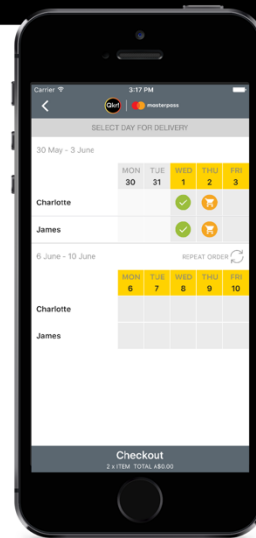 Carrier 3:17 PM
Qkr! masterpass
SELECT DAY FOR DELIVERY
30 May - 3 June
MON TUE WED THU FRI
30 31 1 2 3
Charlotte
James
6 June - 10 June REPEAT ORDER
MON TUE WED THU FRI
6 7 8 9 10
Charlotte
James
Checkout
2 x ITEM TOTAL A$0.00